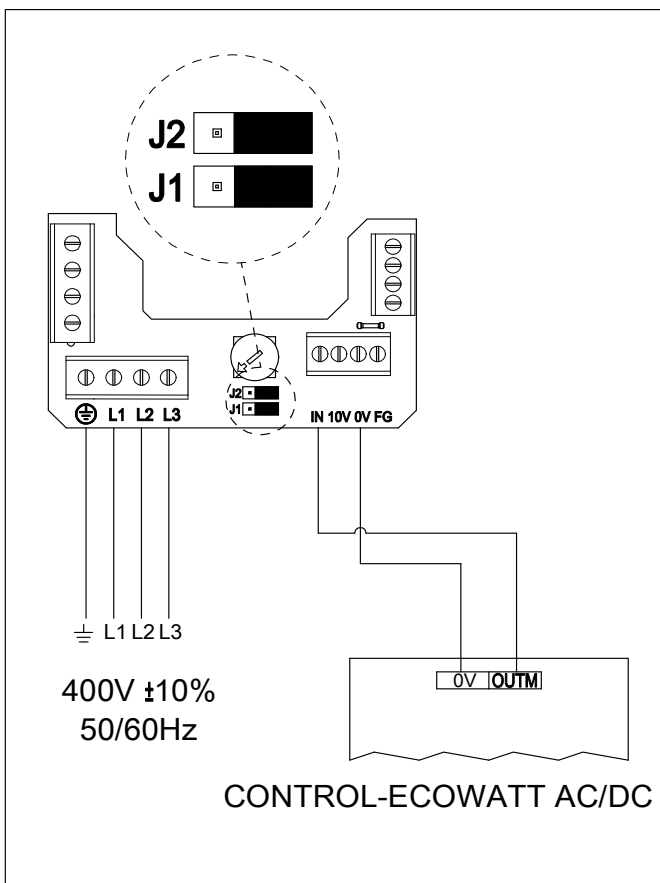 J2
J1
J2
J1
L1 L2 L3
IN 10V 0V FG
L1 L2 L3
400V ±10%
50/60Hz
0V OUTM
CONTROL-ECOWATT AC/DC